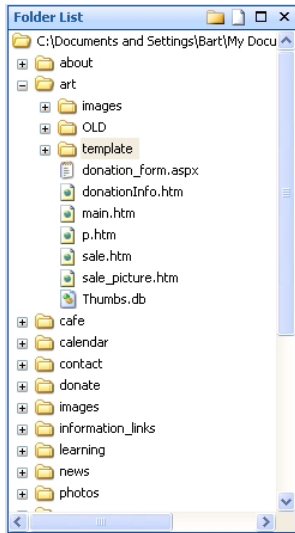 Folder List
C:\Documents and Settings\Bart\My Docu
about
art
images
OLD
template
donation_form.aspx
donationInfo.htm
main.htm
p.htm
sale.htm
sale_picture.htm
Thumbs.db
cafe
calendar
contact
donate
images
information_links
learning
news
photos